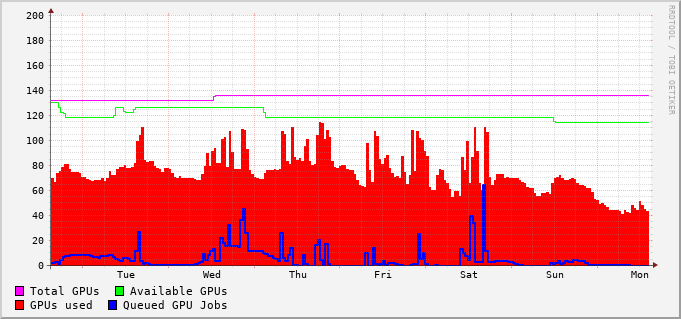 200
180
160
140
120
100
80
60
40
20
0
Tue Wed Thu Fri Sat Sun Mon
Total GPUs Available GPUs
GPUs used Queued GPU Jobs
RRDTOOL / TOBI OETIKER